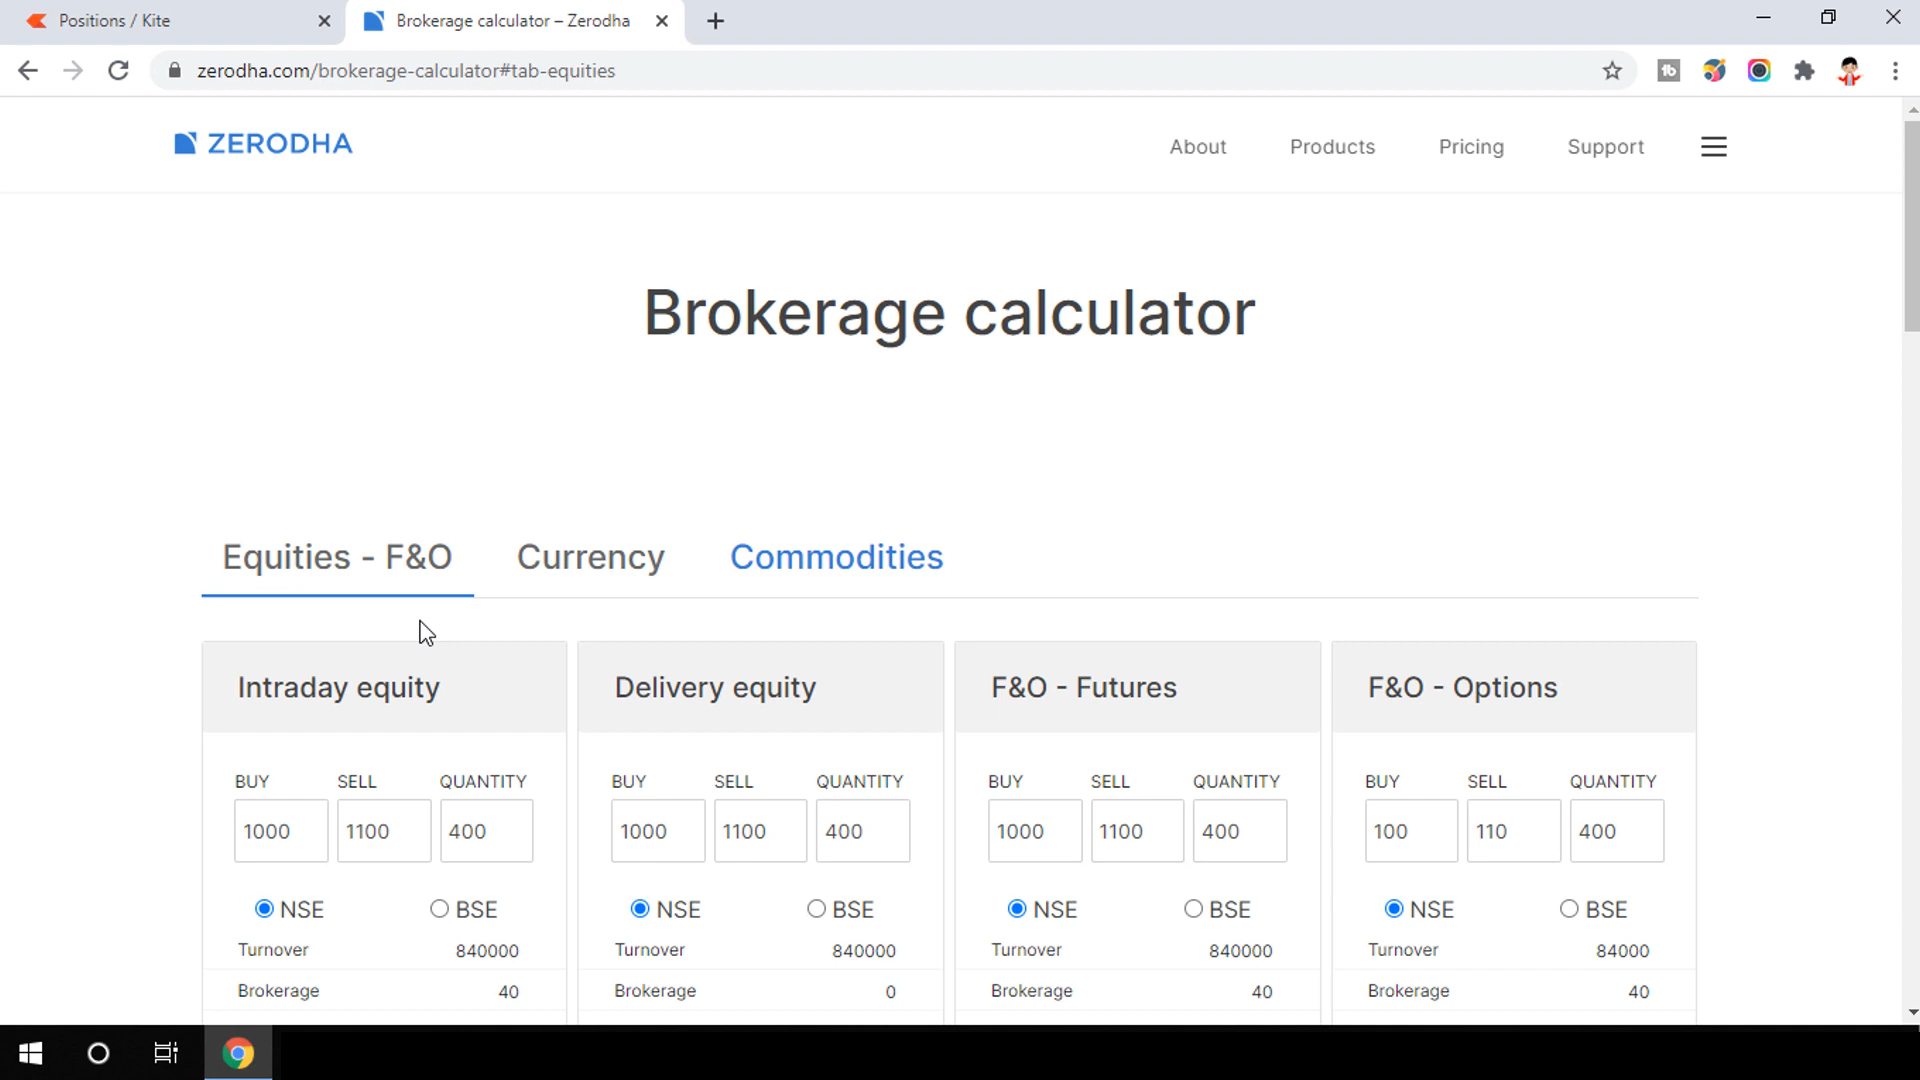 Positions / Kite
Brokerage calculator – Zerodha
zerodha.com/brokerage-calculator#tab-equities
tb
ZERODHA
About Products Pricing Support
Brokerage calculator
Equities - F&O Currency Commodities
Intraday equity Delivery equity F&O - Futures F&O - Options
BUY SELL QUANTITY BUY SELL QUANTITY BUY SELL QUANTITY BUY SELL QUANTITY
1000 1100 400 1000 1100 400 1000 1100 400 100 110 400
NSE BSE NSE BSE NSE BSE NSE BSE
Turnover 840000 Turnover 840000 Turnover 840000 Turnover 84000
Brokerage 40 Brokerage 0 Brokerage 40 Brokerage 40